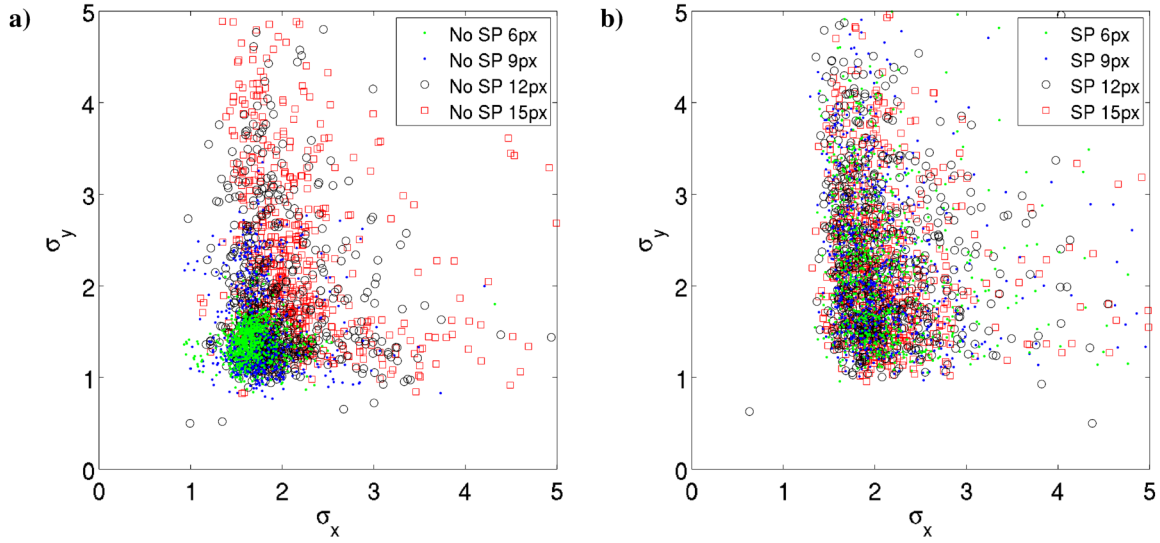 a)
No SP 6px
No SP 9px
No SP 12px
No SP 15px
5
4
3
2
1
0
σy
0 1 2 3 4 5
σx
b)
SP 6px
SP 9px
SP 12px
SP 15px
5
4
3
2
1
0
σy
0 1 2 3 4 5
σx